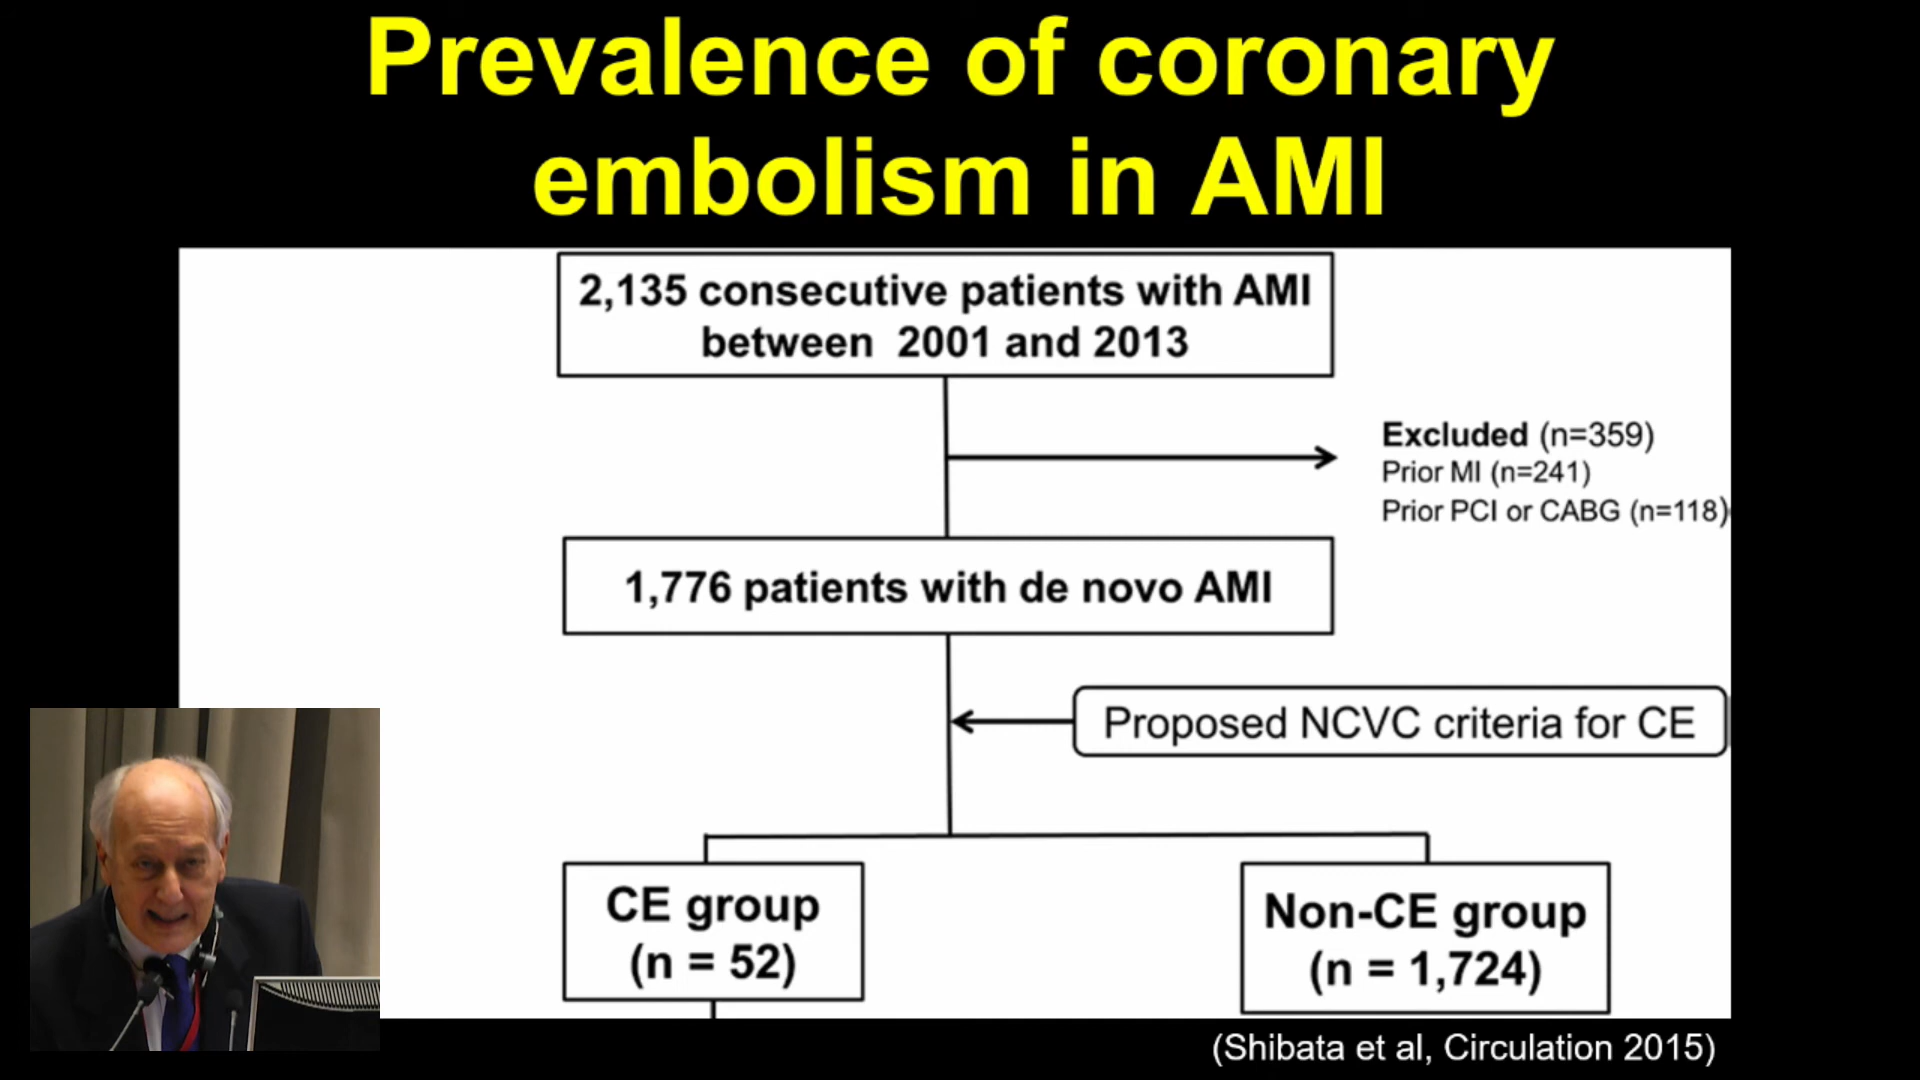 Prevalence of coronary
embolism in AMI
2,135 consecutive patients with AMI
between 2001 and 2013
Excluded (n=359)
Prior MI (n=241)
Prior PCI or CABG (n=118)
1,776 patients with de novo AMI
Proposed NCVC criteria for CE
CE group
(n = 52)
Non-CE group
(n = 1,724)
(Shibata et al, Circulation 2015)